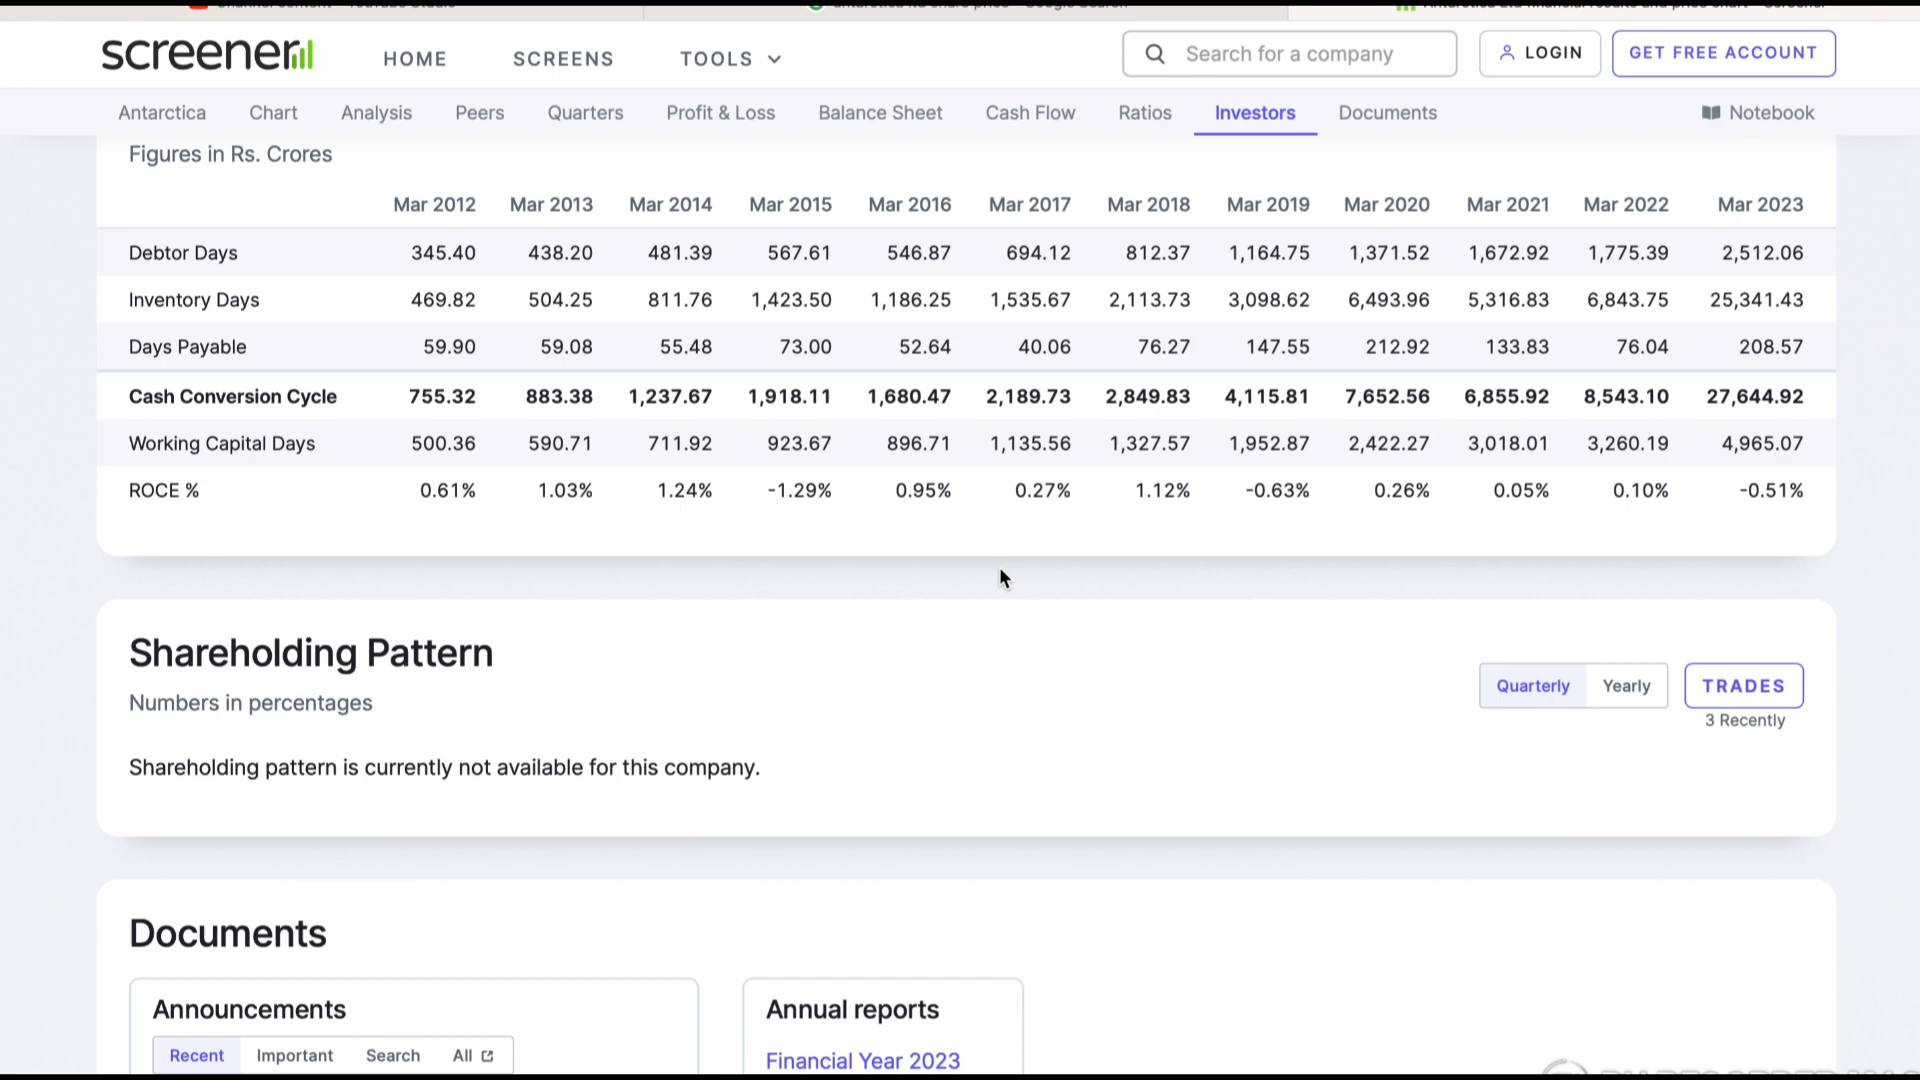 screener
HOME SCREENS TOOLS
Search for a company
LOGIN
GET FREE ACCOUNT
Antarctica Chart Analysis Peers Quarters Profit & Loss Balance Sheet Cash Flow Ratios Investors Documents Notebook
Figures in Rs. Crores
Mar 2012 Mar 2013 Mar 2014 Mar 2015 Mar 2016 Mar 2017 Mar 2018 Mar 2019 Mar 2020 Mar 2021 Mar 2022 Mar 2023
Debtor Days 345.40 438.20 481.39 567.61 546.87 694.12 812.37 1,164.75 1,371.52 1,672.92 1,775.39 2,512.06
Inventory Days 469.82 504.25 811.76 1,423.50 1,186.25 1,535.67 2,113.73 3,098.62 6,493.96 5,316.83 6,843.75 25,341.43
Days Payable 59.90 59.08 55.48 73.00 52.64 40.06 76.27 147.55 212.92 133.83 76.04 208.57
Cash Conversion Cycle 755.32 883.38 1,237.67 1,918.11 1,680.47 2,189.73 2,849.83 4,115.81 7,652.56 6,855.92 8,543.10 27,644.92
Working Capital Days 500.36 590.71 711.92 923.67 896.71 1,135.56 1,327.57 1,952.87 2,422.27 3,018.01 3,260.19 4,965.07
ROCE % 0.61% 1.03% 1.24% -1.29% 0.95% 0.27% 1.12% -0.63% 0.26% 0.05% 0.10% -0.51%
Shareholding Pattern
Numbers in percentages
Quarterly Yearly
TRADES
3 Recently
Shareholding pattern is currently not available for this company.
Documents
Announcements
Recent Important Search All
Annual reports
Financial Year 2023